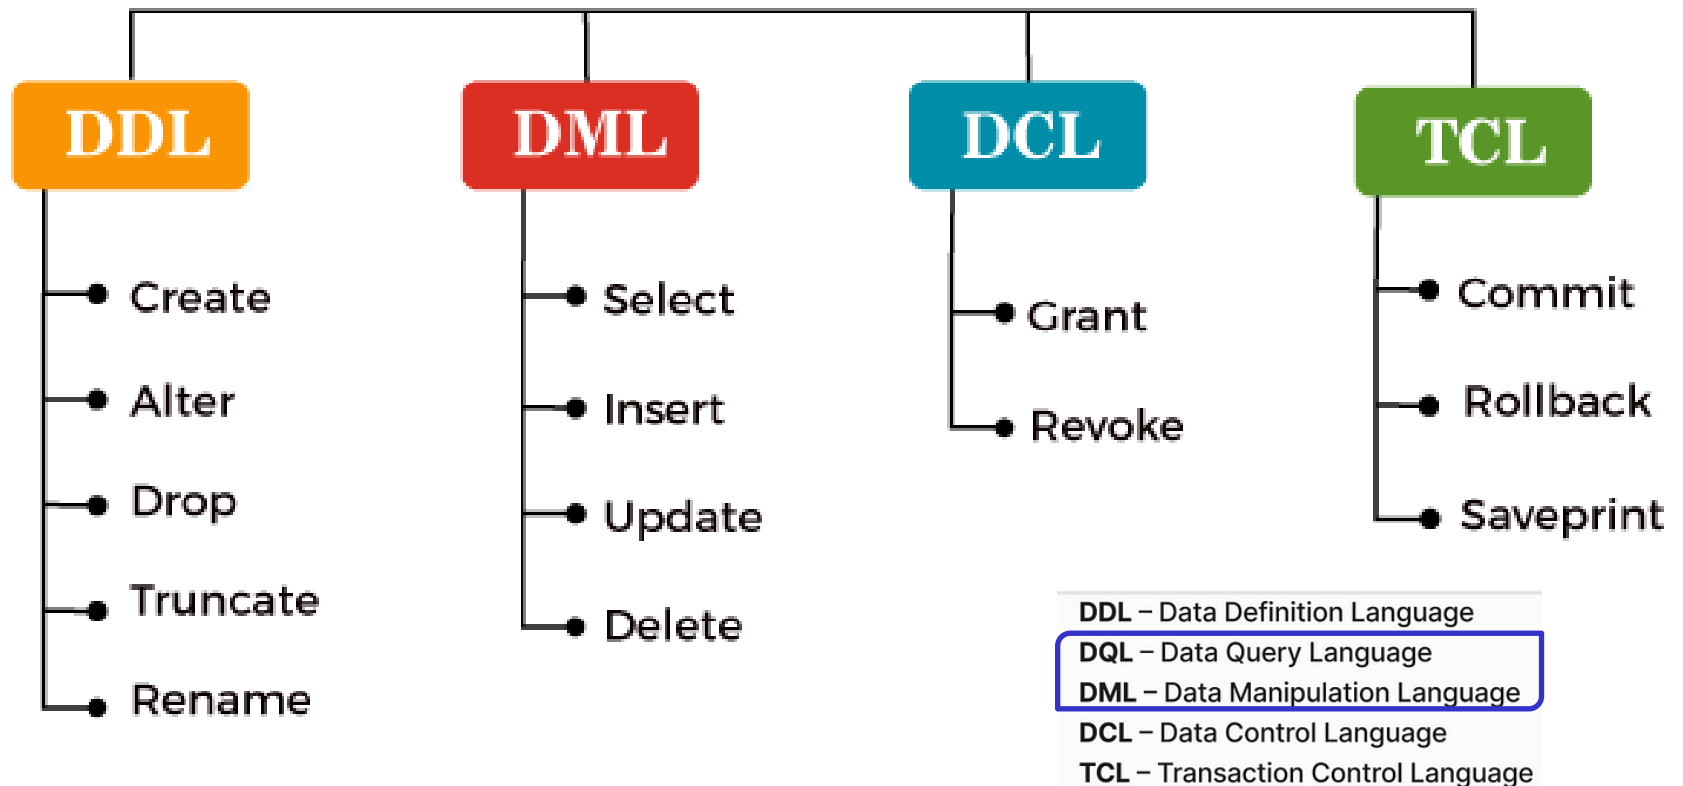 DDL
Create
Alter
Drop
Truncate
Rename
DML
Select
Insert
Update
Delete
DCL
Grant
Revoke
TCL
Commit
Rollback
Saveprint
DDL – Data Definition Language
DQL – Data Query Language
DML – Data Manipulation Language
DCL – Data Control Language
TCL – Transaction Control Language